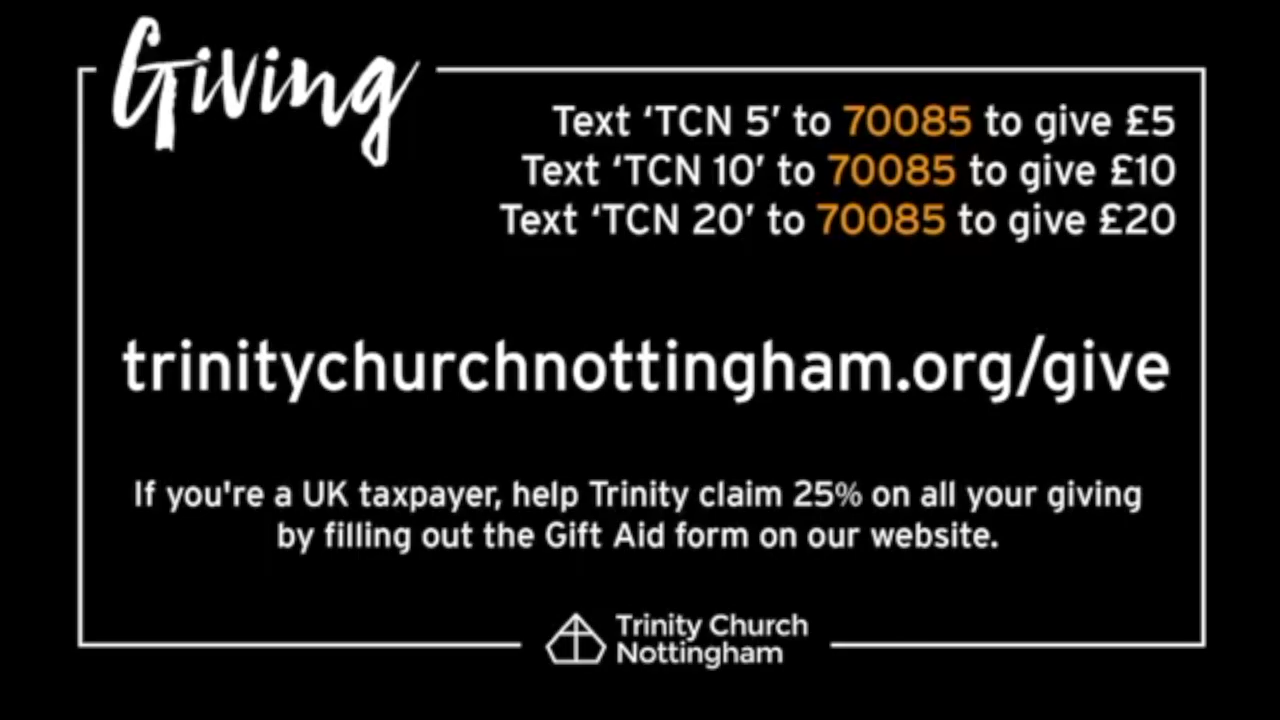 Giving
Text ‘TCN 5’ to 70085 to give £5
Text ‘TCN 10’ to 70085 to give £10
Text ‘TCN 20’ to 70085 to give £20
trinitychurchnottingham.org/give
If you're a UK taxpayer, help Trinity claim 25% on all your giving
by filling out the Gift Aid form on our website.
Trinity Church
Nottingham